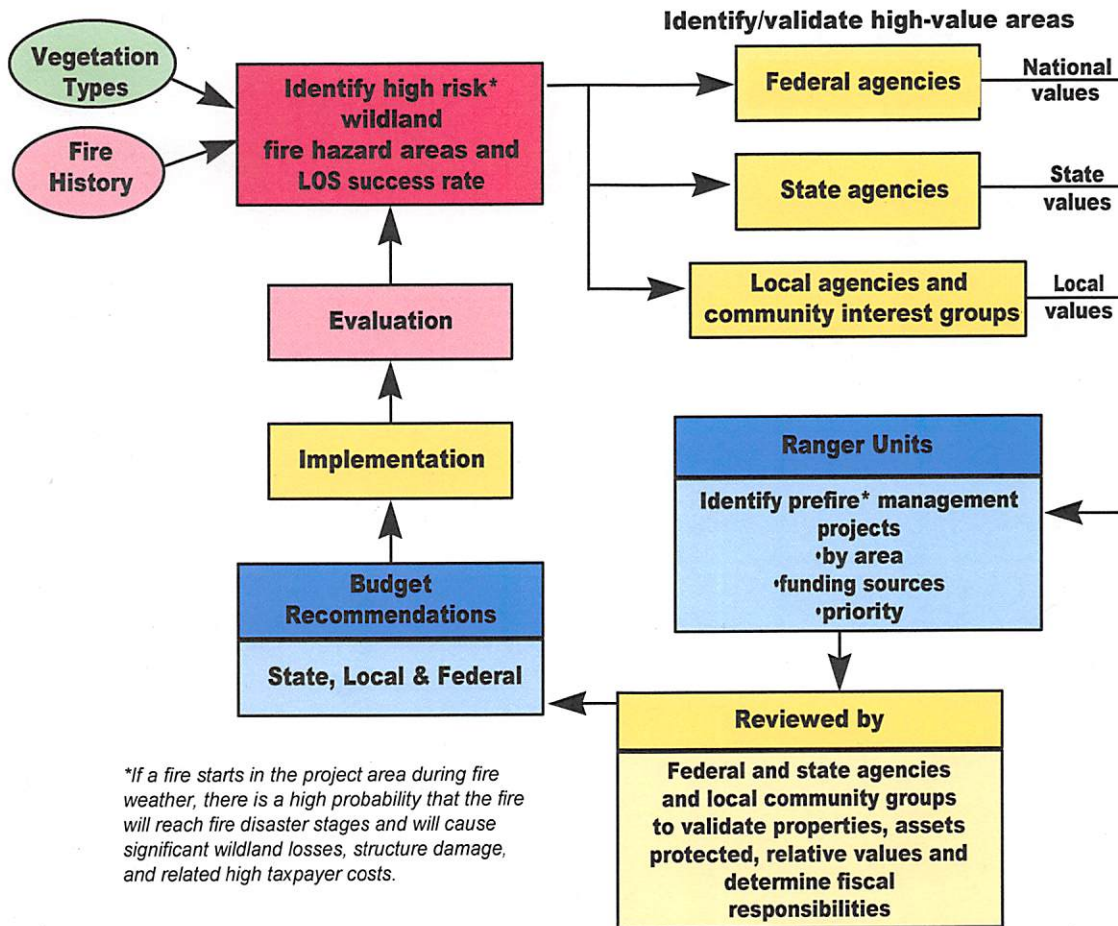 Identify/validate high-value areas
Vegetation
Types
Fire
History
Identify high risk*
wildland
fire hazard areas and
LOS success rate
Federal agencies
National
values
State agencies
State
values
Local agencies and
community interest groups
Local
values
Evaluation
Implementation
Budget
Recommendations
State, Local & Federal
Ranger Units
Identify prefire* management
projects
•by area
•funding sources
•priority
Reviewed by
Federal and state agencies
and local community groups
to validate properties, assets
protected, relative values and
determine fiscal
responsibilities
*If a fire starts in the project area during fire
weather, there is a high probability that the fire
will reach fire disaster stages and will cause
significant wildland losses, structure damage,
and related high taxpayer costs.